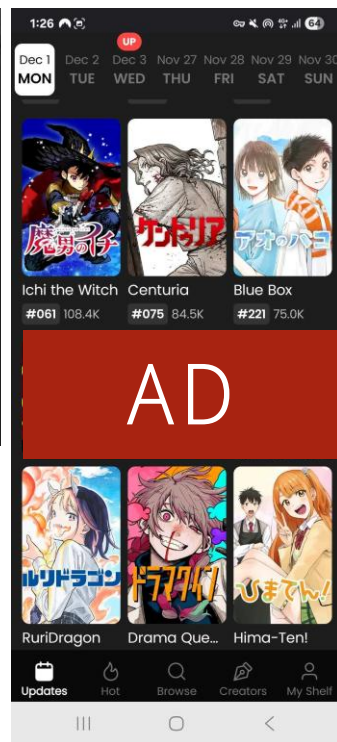 1:26
64
UP
Dec 1 Dec 2 Dec 3 Nov 27 Nov 28 Nov 29 Nov 30
MON TUE WED THU FRI SAT SUN
魔男のイチ
ケントゥリア
アオのハコ
Ichi the Witch Centuria Blue Box
#061 108.4K #075 84.5K #221 75.0K
AD
ルリドラゴン
ドラマクイン
ひまてん!
RuriDragon Drama Que... Hima-Ten!
Updates Hot Browse Creators My Shelf